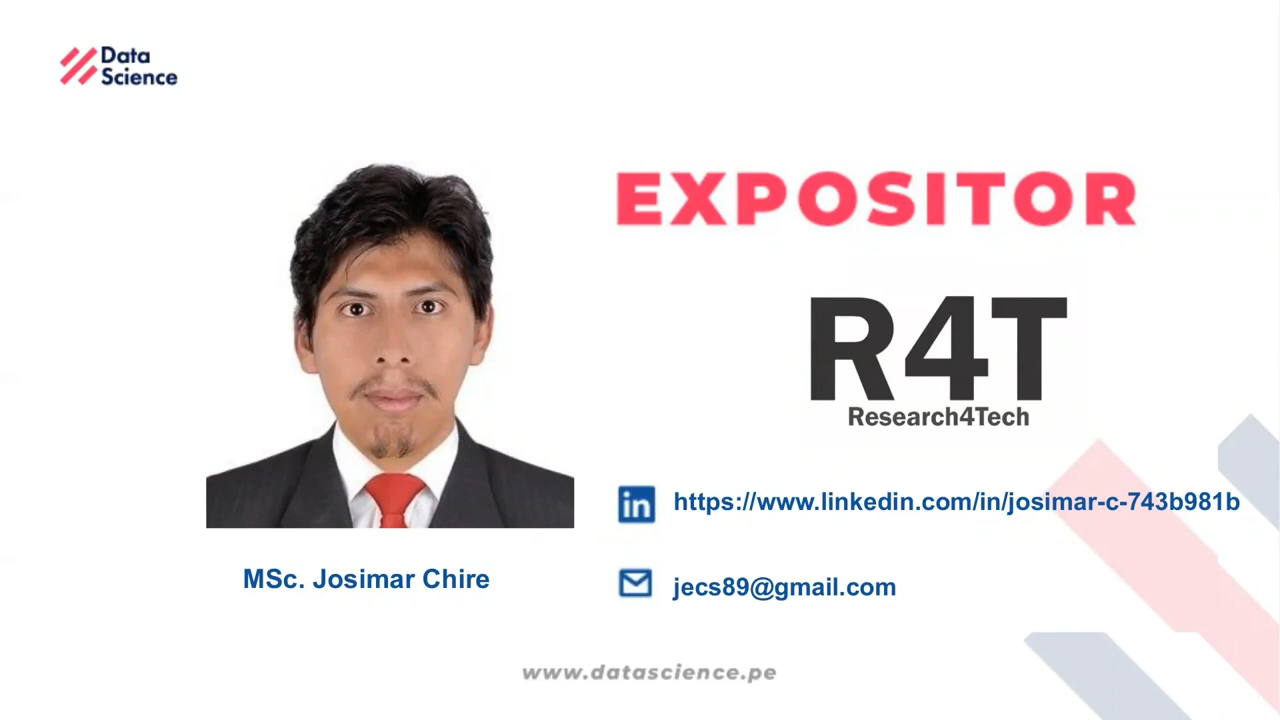 Data
Science
EXPOSITOR
R4T
Research4Tech
in
https://www.linkedin.com/in/josimar-c-743b981b
MSc. Josimar Chire
jecs89@gmail.com
www.datascience.pe